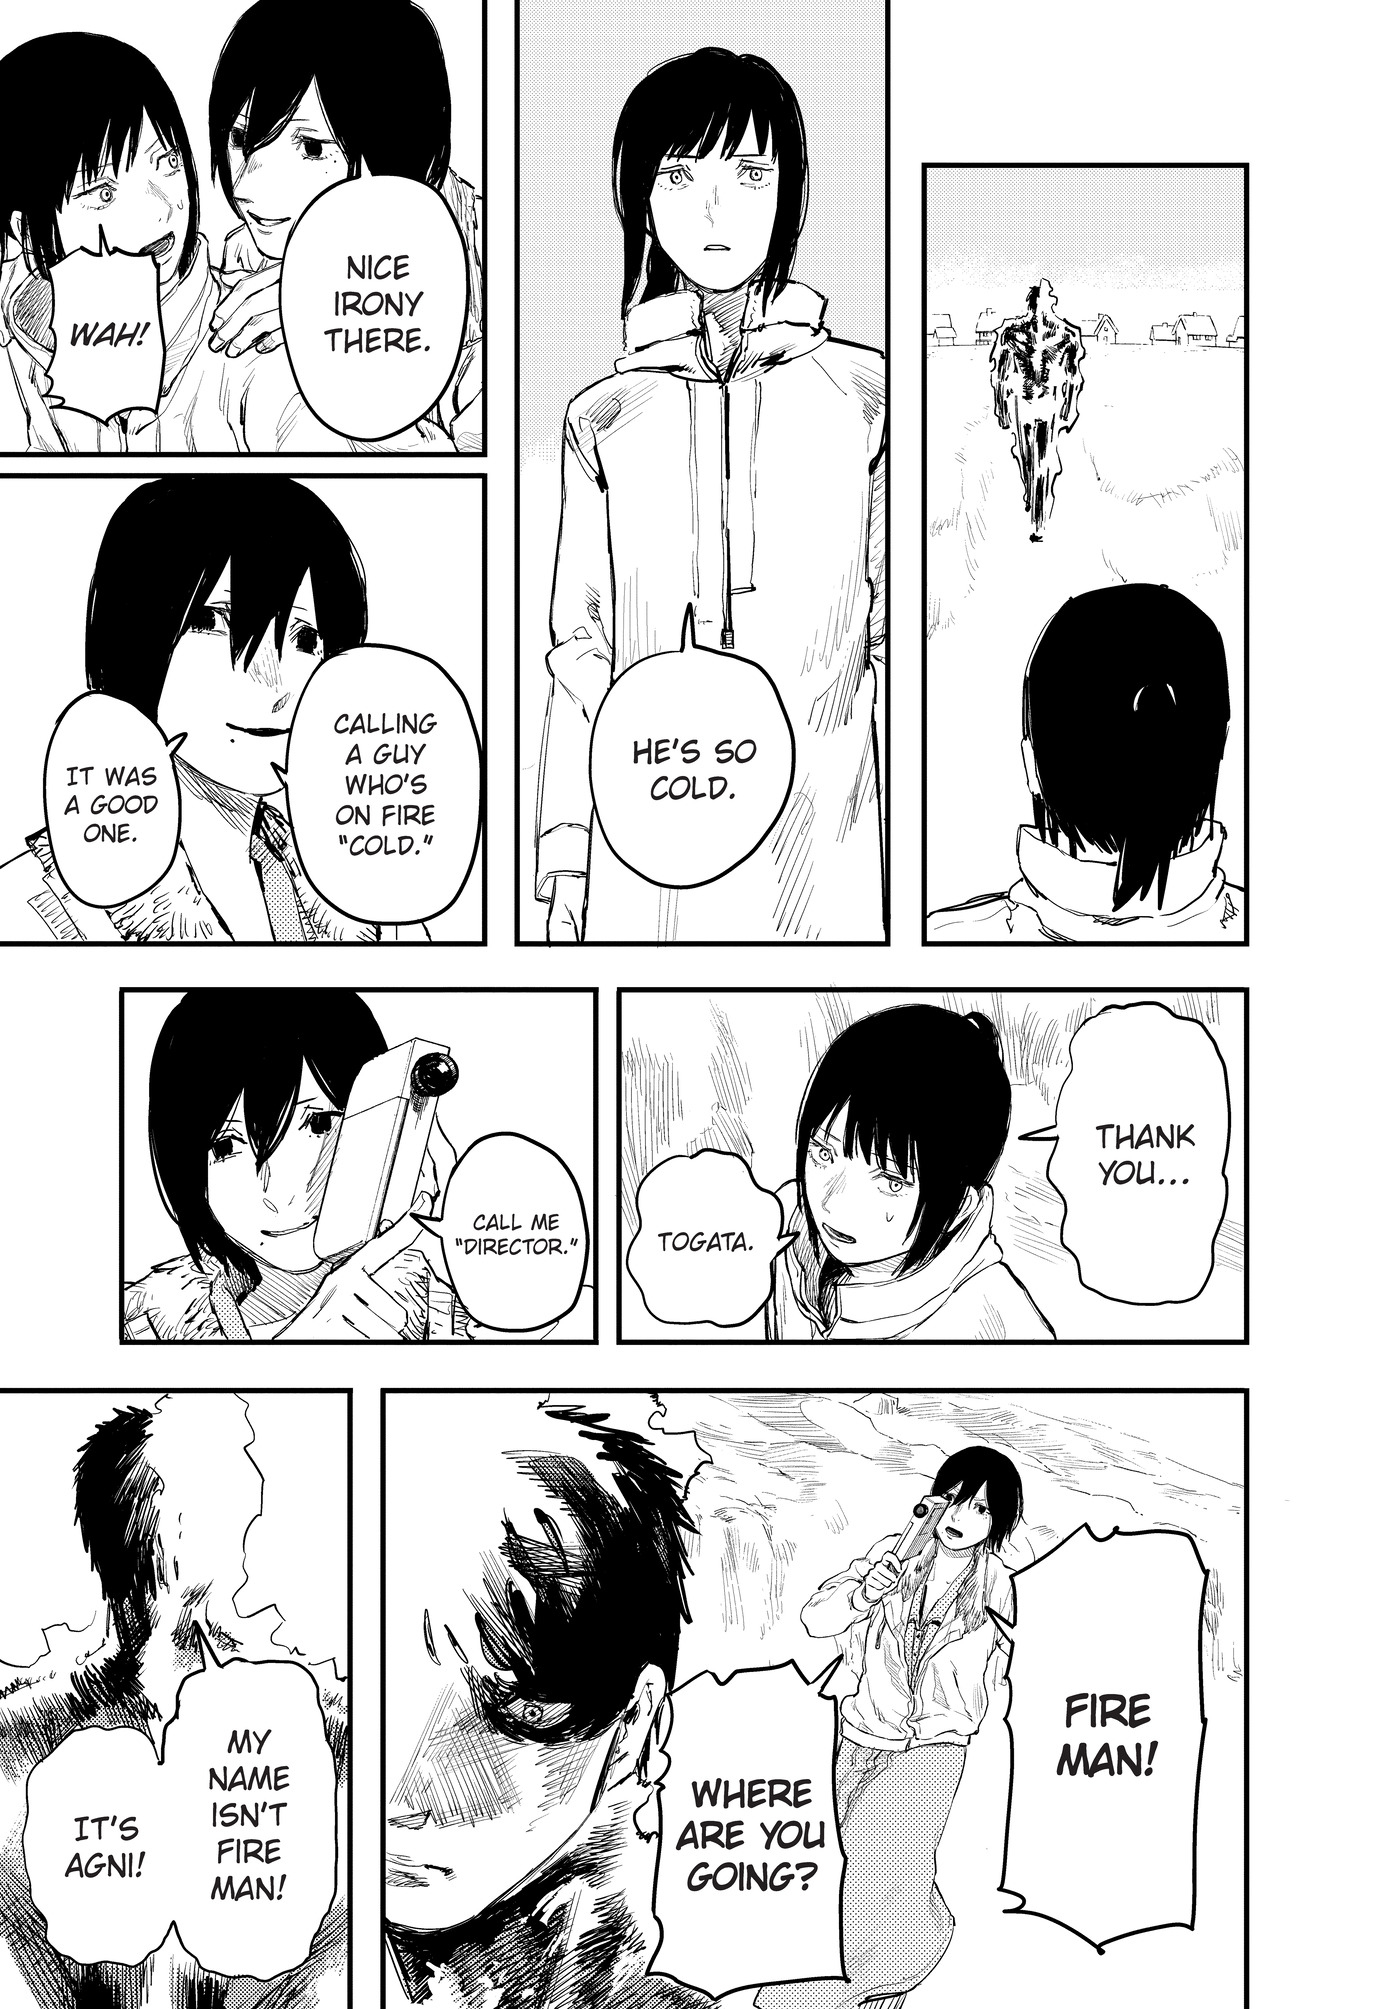 HE'S SO
COLD.
NICE
IRONY
THERE.
WAH!
CALLING
A GUY
WHO'S
ON FIRE
"COLD."
IT WAS
A GOOD
ONE.
THANK
YOU...
TOGATA.
CALL ME
"DIRECTOR."
FIRE
MAN!
WHERE
ARE YOU
GOING?
MY
NAME
ISN'T
FIRE
MAN!
IT'S
AGNI!